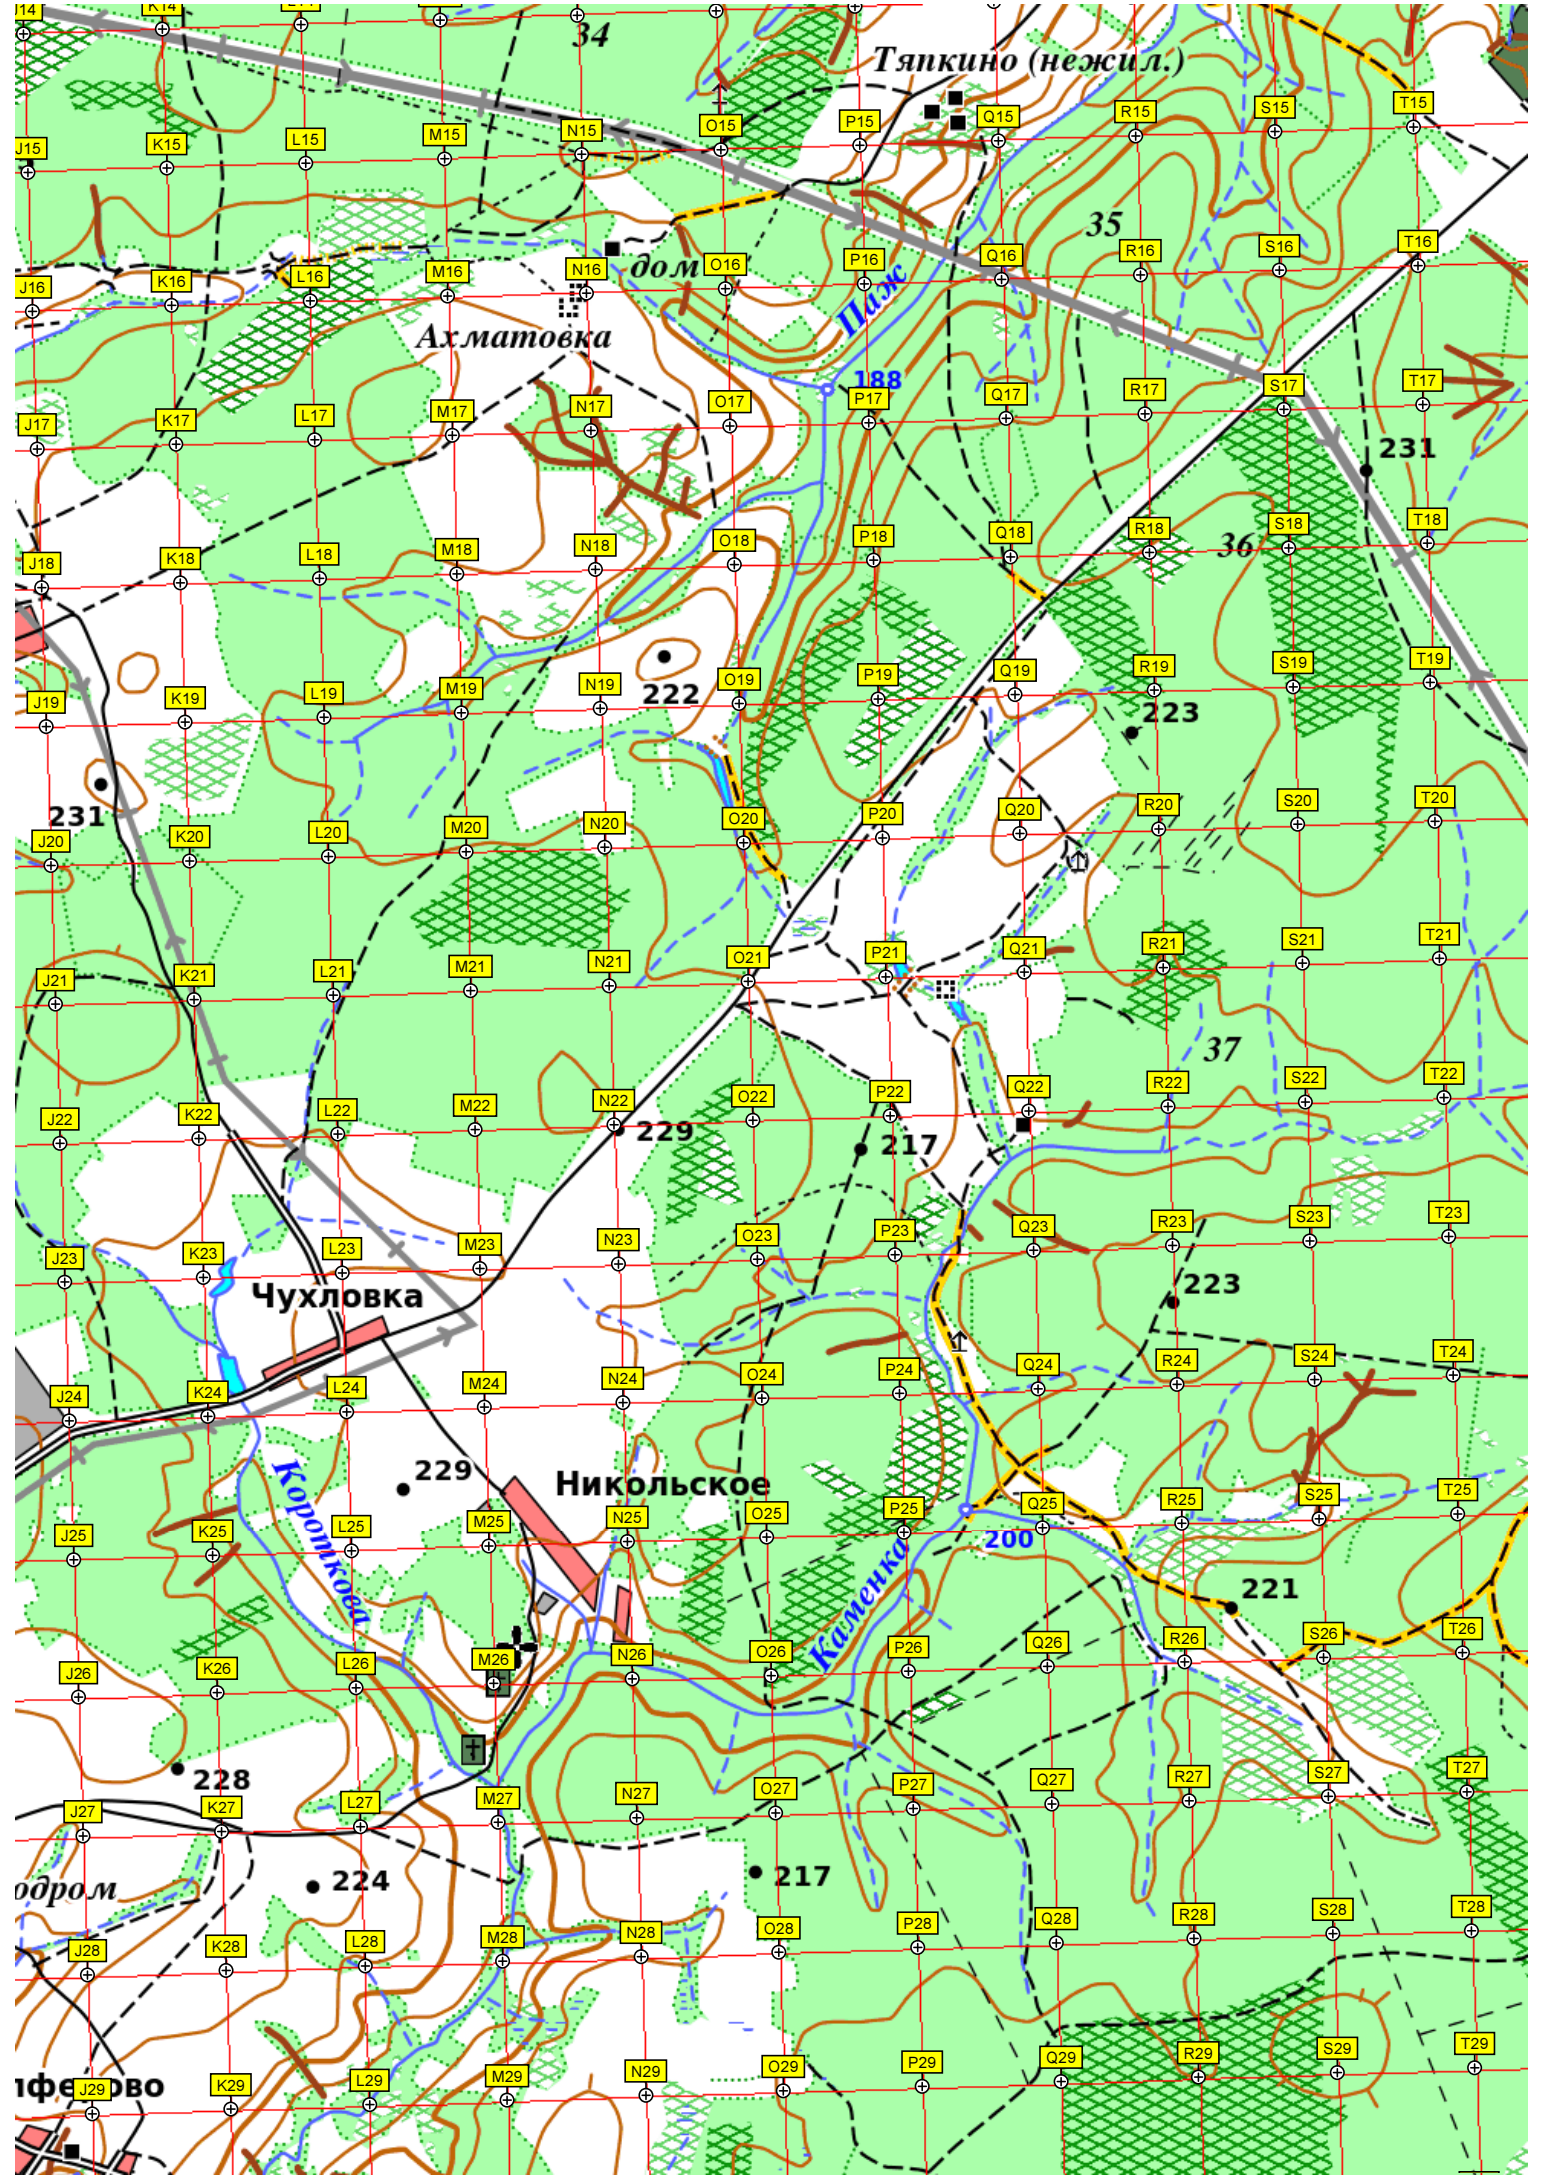 J14 K14 L14
34
Тяпкино (нежил.)
J15 K15 L15 M15 N15 O15 P15 Q15 R15 S15 T15
35
дом
J16 K16 L16 M16 N16 O16 P16 Q16 R16 S16 T16
Паж
Ахматовка
188
J17 K17 L17 M17 N17 O17 P17 Q17 R17 S17 T17
231
J18 K18 L18 M18 N18 O18 P18 Q18 R18 S18 T18
36
J19 K19 L19 M19 N19 O19 P19 Q19 R19 S19 T19
222
223
231
J20 K20 L20 M20 N20 O20 P20 Q20 R20 S20 T20
J21 K21 L21 M21 N21 O21 P21 Q21 R21 S21 T21
37
J22 K22 L22 M22 N22 O22 P22 Q22 R22 S22 T22
229
217
J23 K23 L23 M23 N23 O23 P23 Q23 R23 S23 T23
Чухловка
223
J24 K24 L24 M24 N24 O24 P24 Q24 R24 S24 T24
229
Никольское
J25 K25 L25 M25 N25 O25 P25 Q25 R25 S25 T25
200
Короткова
Каменка
221
J26 K26 L26 M26 N26 O26 P26 Q26 R26 S26 T26
228
J27 K27 L27 M27 N27 O27 P27 Q27 R27 S27 T27
224
217
одром
J28 K28 L28 M28 N28 O28 P28 Q28 R28 S28 T28
J29 K29 L29 M29 N29 O29 P29 Q29 R29 S29 T29